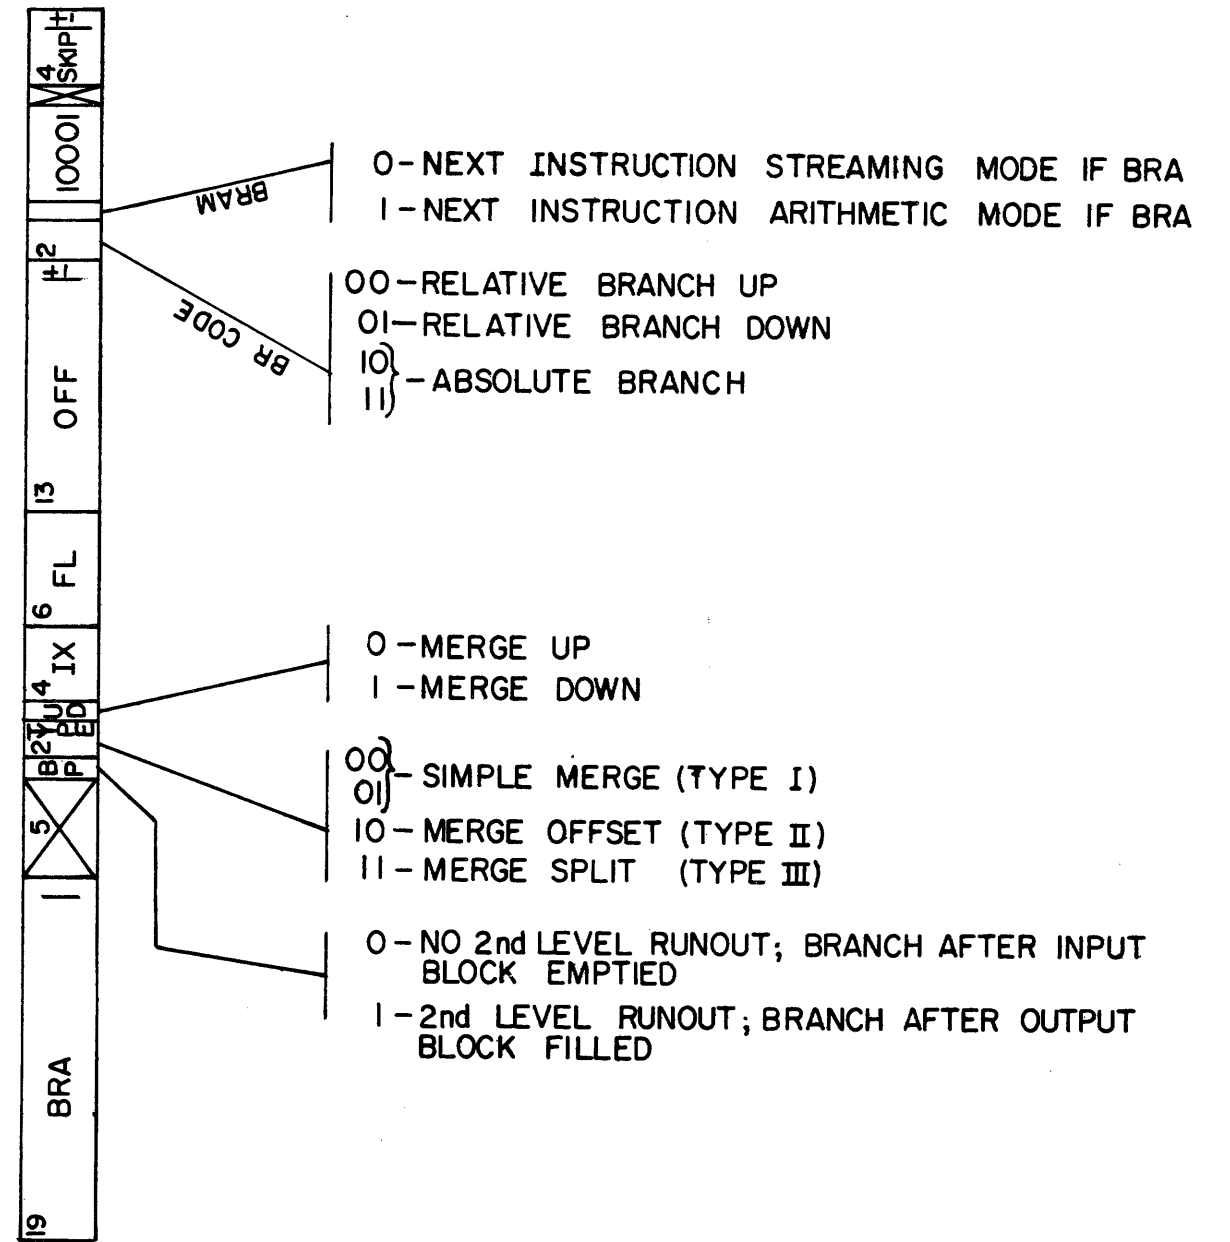 4 SKIP ±
10001
2
± OFF 13
6 FL
4 IX
UD
2 TYPE
BP
5
1
BRA
19
BRAM
0-NEXT INSTRUCTION STREAMING MODE IF BRA
1-NEXT INSTRUCTION ARITHMETIC MODE IF BRA
BR CODE
00-RELATIVE BRANCH UP
01-RELATIVE BRANCH DOWN
10
11
}-ABSOLUTE BRANCH
0-MERGE UP
1-MERGE DOWN
00
01
}-SIMPLE MERGE (TYPE I)
10-MERGE OFFSET (TYPE II)
11-MERGE SPLIT (TYPE III)
0-NO 2nd LEVEL RUNOUT; BRANCH AFTER INPUT
BLOCK EMPTIED
1-2nd LEVEL RUNOUT; BRANCH AFTER OUTPUT
BLOCK FILLED